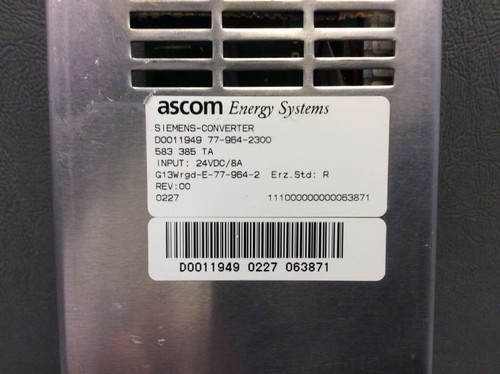 ascom Energy Systems
SIEMENS-CONVERTER
D0011949 77-964-2300
583 385 TA
INPUT: 24VDC/8A
G13Wrgd-E-77-964-2 Erz.Std: R
REV:00
0227 111000000000063871
D0011949 0227 063871